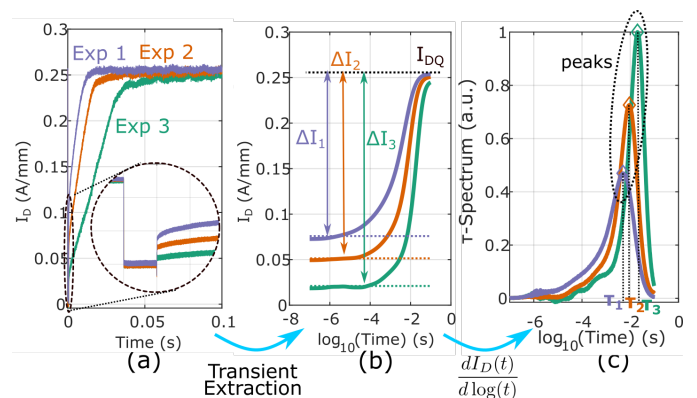 Exp 1 Exp 2
Exp 3
0.3
0.25
0.2
0.15
0.1
0.05
0
I_D (A/mm)
0 0.05 0.1
Time (s)
(a)
Transient
Extraction
ΔI_1
ΔI_2
ΔI_3
I_DQ
0.3
0.25
0.2
0.15
0.1
0.05
0
I_D (A/mm)
-8 -6 -4 -2 0
log_10(Time) (s)
(b)
peaks
1
0.8
0.6
0.4
0.2
0
τ-Spectrum (a.u.)
τ_1 τ_2 τ_3
-6 -4 -2 0
log_10(Time) (s)
(c)
dI_D(t)
d log(t)